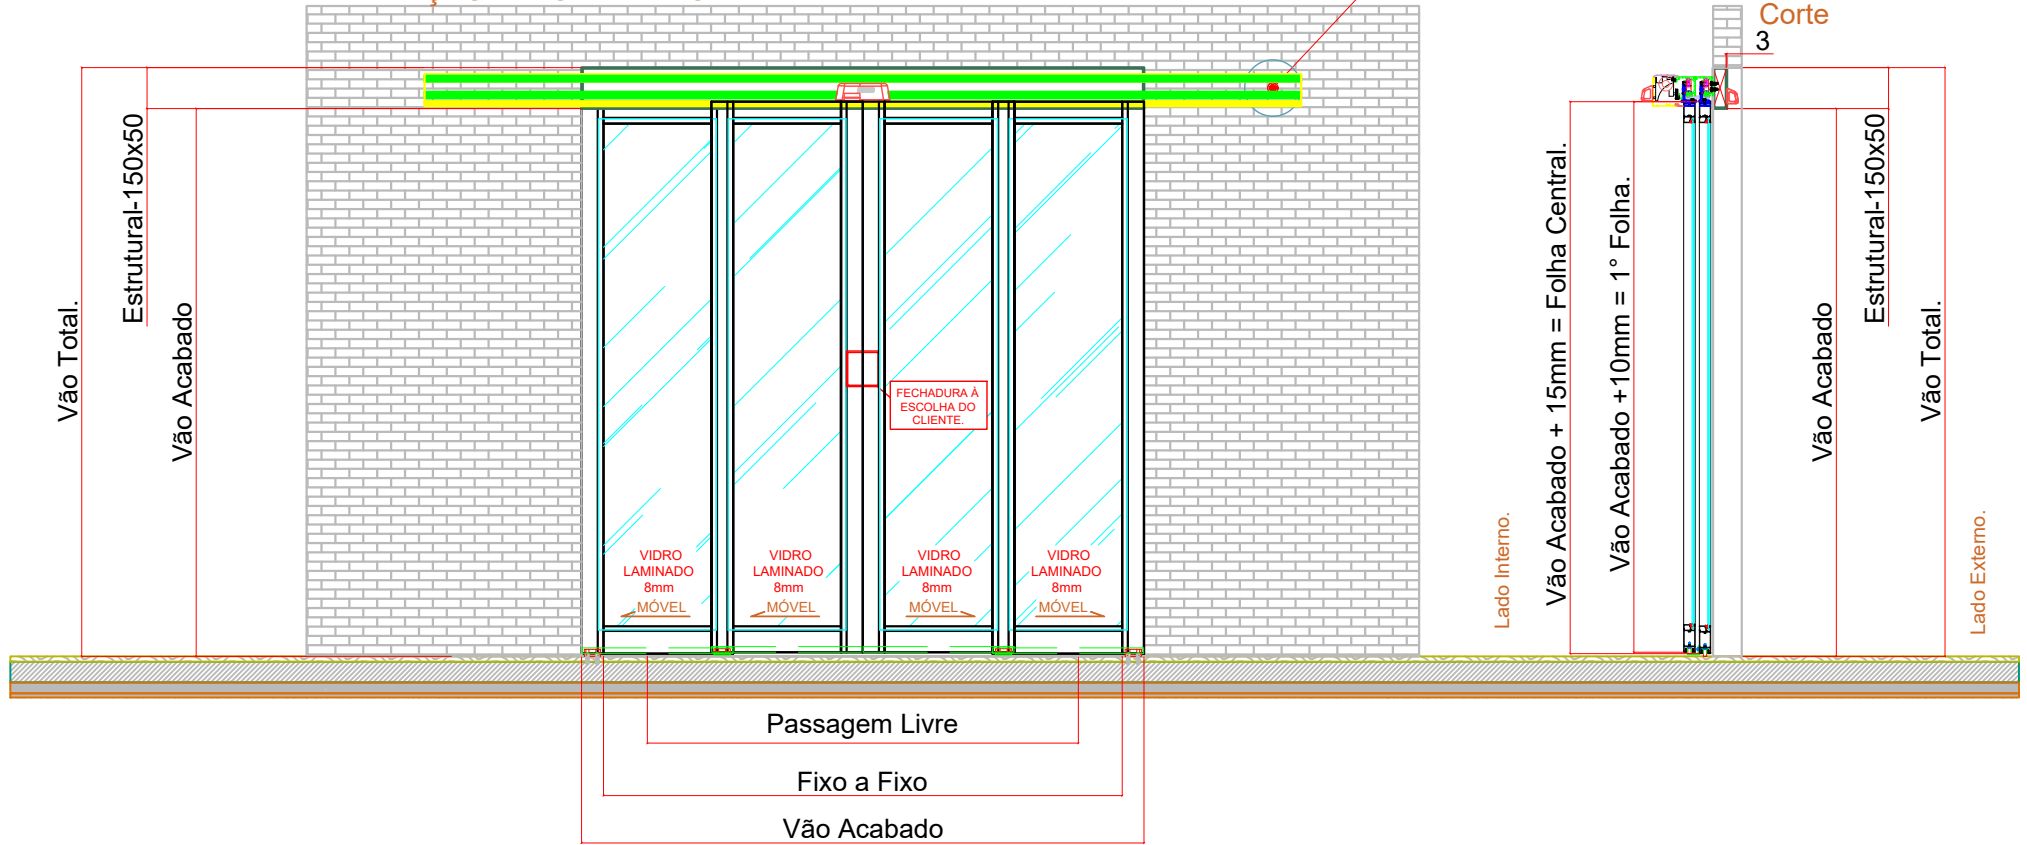 Corte
3
Vão Total.
Estrutural-150x50
Vão Acabado
FECHADURA À
ESCOLHA DO
CLIENTE.
VIDRO
LAMINADO
8mm
MÓVEL
VIDRO
LAMINADO
8mm
MÓVEL
VIDRO
LAMINADO
8mm
MÓVEL
VIDRO
LAMINADO
8mm
MÓVEL
Passagem Livre
Fixo a Fixo
Vão Acabado
Lado Interno.
Vão Acabado + 15mm = Folha Central.
Vão Acabado +10mm = 1° Folha.
Vão Acabado
Estrutural-150x50
Vão Total.
Lado Externo.